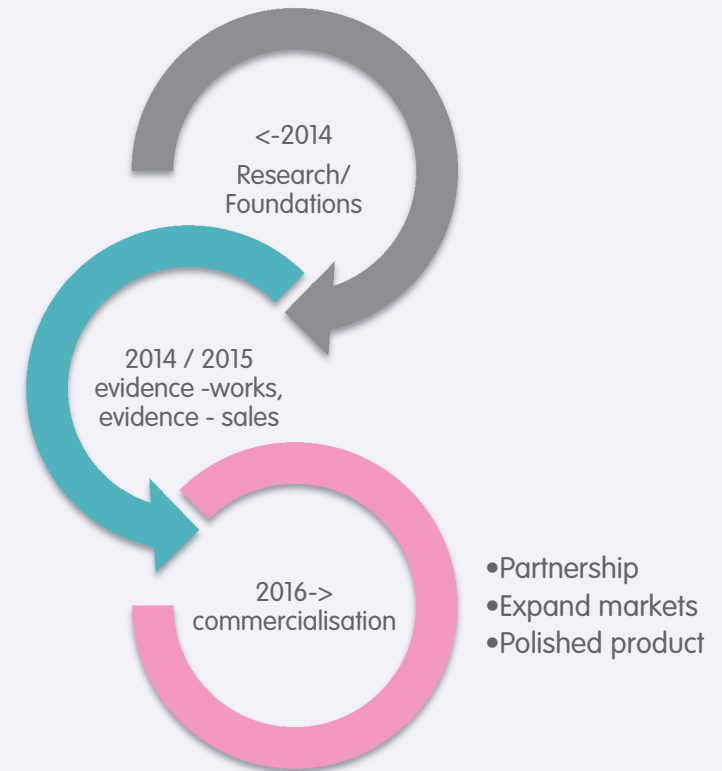 <-2014
Research/
Foundations
2014 / 2015
evidence -works,
evidence - sales
2016->
commercialisation
•Partnership
•Expand markets
•Polished product